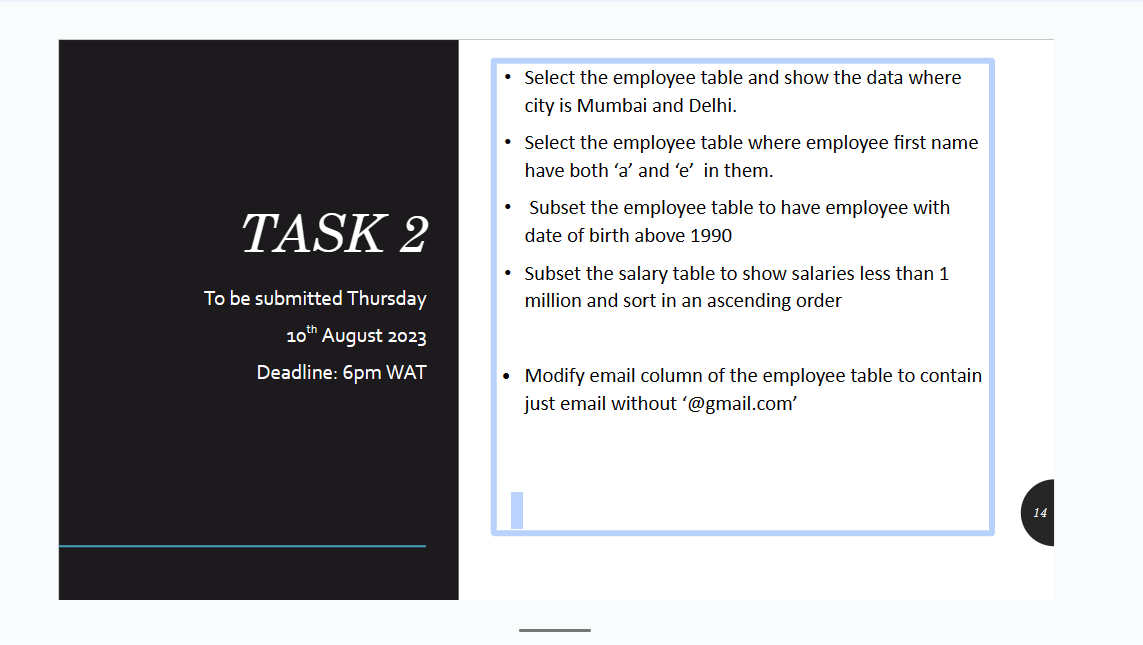 TASK 2
To be submitted Thursday
10th August 2023
Deadline: 6pm WAT
• Select the employee table and show the data where
city is Mumbai and Delhi.
• Select the employee table where employee first name
have both ‘a’ and ‘e’ in them.
• Subset the employee table to have employee with
date of birth above 1990
• Subset the salary table to show salaries less than 1
million and sort in an ascending order
• Modify email column of the employee table to contain
just email without ‘@gmail.com’
14